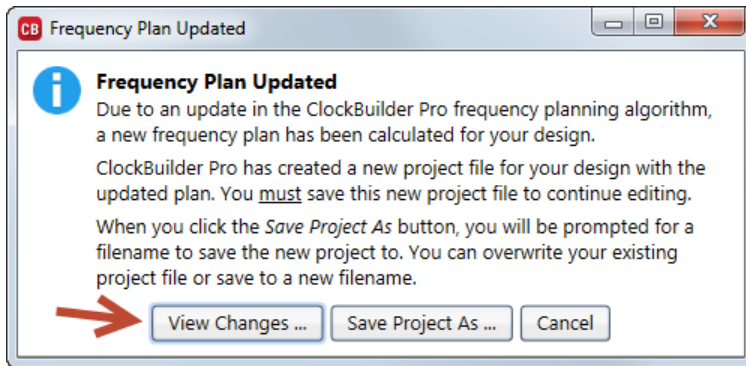 CB Frequency Plan Updated
Frequency Plan Updated
Due to an update in the ClockBuilder Pro frequency planning algorithm,
a new frequency plan has been calculated for your design.
ClockBuilder Pro has created a new project file for your design with the
updated plan. You must save this new project file to continue editing.
When you click the Save Project As button, you will be prompted for a
filename to save the new project to. You can overwrite your existing
project file or save to a new filename.
View Changes ... Save Project As ... Cancel